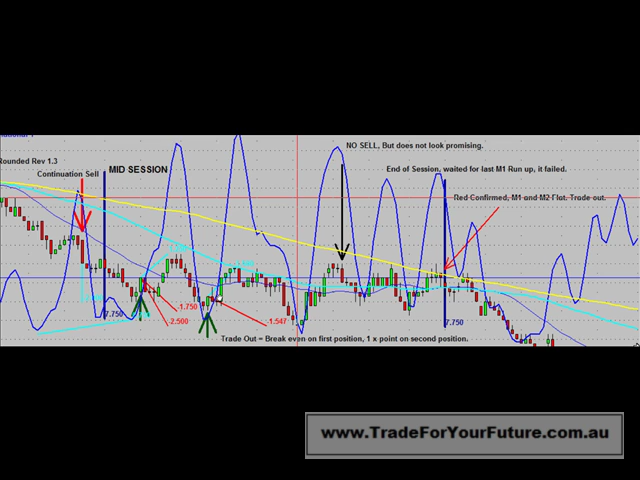 NO SELL, But does not look promising.
Rounded Rev 1.3
Continuation Sell
MID SESSION
End of Session, waited for last M1 Run up, it failed.
Red Confirmed, M1 and M2 Flat. Trade out.
-1.750
7.750
-2.500
-1.547
7.750
Trade Out = Break even on first position, 1 x point on second position.
www.TradeForYourFuture.com.au